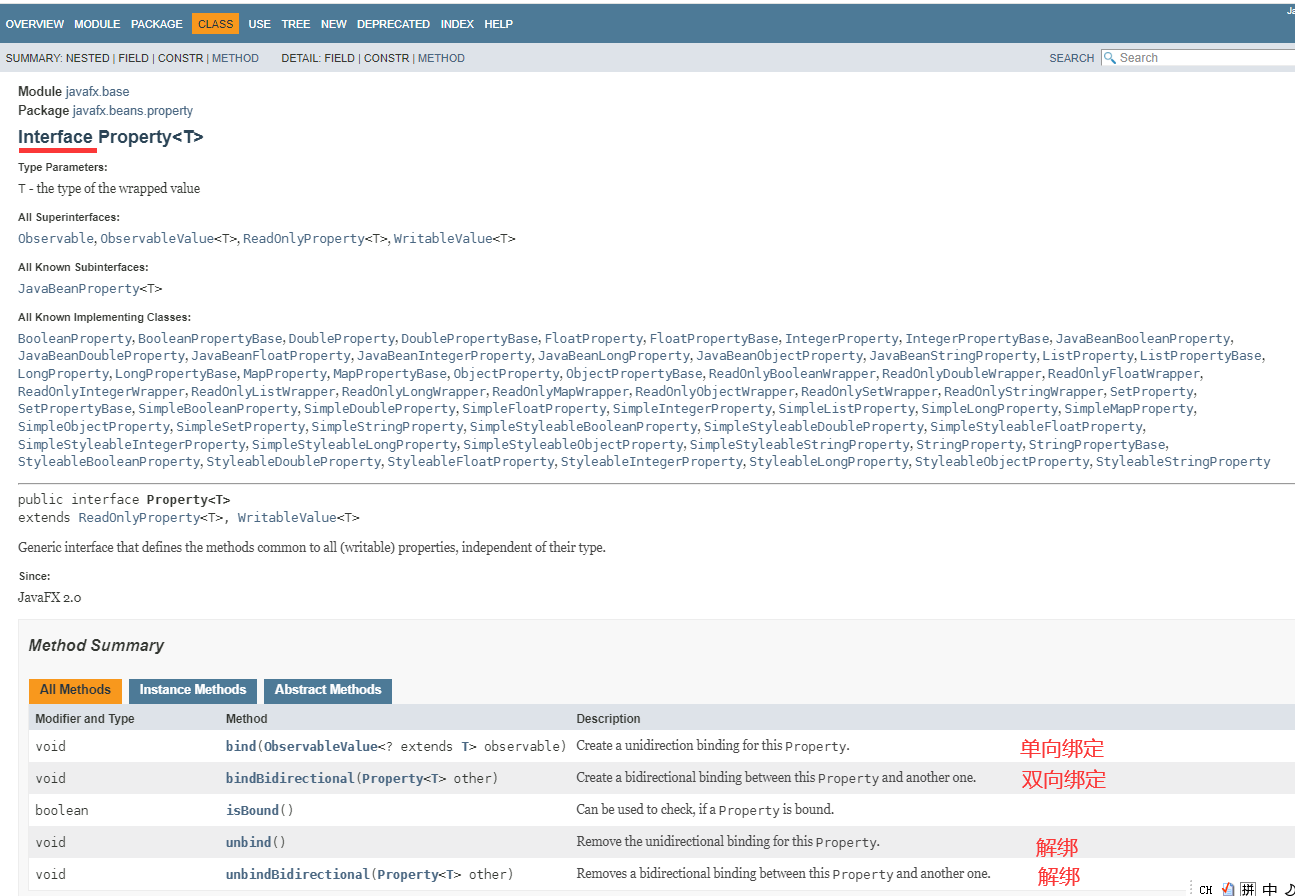 Ja
OVERVIEW MODULE PACKAGE CLASS USE TREE NEW DEPRECATED INDEX HELP
SUMMARY: NESTED | FIELD | CONSTR | METHOD DETAIL: FIELD | CONSTR | METHOD SEARCH Search
Module javafx.base
Package javafx.beans.property
Interface Property<T>
Type Parameters:
T - the type of the wrapped value
All Superinterfaces:
Observable, ObservableValue<T>, ReadOnlyProperty<T>, WritableValue<T>
All Known Subinterfaces:
JavaBeanProperty<T>
All Known Implementing Classes:
BooleanProperty, BooleanPropertyBase, DoubleProperty, DoublePropertyBase, FloatProperty, FloatPropertyBase, IntegerProperty, IntegerPropertyBase, JavaBeanBooleanProperty,
JavaBeanDoubleProperty, JavaBeanFloatProperty, JavaBeanIntegerProperty, JavaBeanLongProperty, JavaBeanObjectProperty, JavaBeanStringProperty, ListProperty, ListPropertyBase,
LongProperty, LongPropertyBase, MapProperty, MapPropertyBase, ObjectProperty, ObjectPropertyBase, ReadOnlyBooleanWrapper, ReadOnlyDoubleWrapper, ReadOnlyFloatWrapper,
ReadOnlyIntegerWrapper, ReadOnlyListWrapper, ReadOnlyLongWrapper, ReadOnlyMapWrapper, ReadOnlyObjectWrapper, ReadOnlySetWrapper, ReadOnlyStringWrapper, SetProperty,
SetPropertyBase, SimpleBooleanProperty, SimpleDoubleProperty, SimpleFloatProperty, SimpleIntegerProperty, SimpleListProperty, SimpleLongProperty, SimpleMapProperty,
SimpleObjectProperty, SimpleSetProperty, SimpleStringProperty, SimpleStyleableBooleanProperty, SimpleStyleableDoubleProperty, SimpleStyleableFloatProperty,
SimpleStyleableIntegerProperty, SimpleStyleableLongProperty, SimpleStyleableObjectProperty, SimpleStyleableStringProperty, StringProperty, StringPropertyBase,
StyleableBooleanProperty, StyleableDoubleProperty, StyleableFloatProperty, StyleableIntegerProperty, StyleableLongProperty, StyleableObjectProperty, StyleableStringProperty
public interface Property<T>
extends ReadOnlyProperty<T>, WritableValue<T>
Generic interface that defines the methods common to all (writable) properties, independent of their type.
Since:
JavaFX 2.0
Method Summary
All Methods Instance Methods Abstract Methods
Modifier and Type Method Description
void bind(ObservableValue<? extends T> observable) Create a unidirection binding for this Property. 单向绑定
void bindBidirectional(Property<T> other) Create a bidirectional binding between this Property and another one. 双向绑定
boolean isBound() Can be used to check, if a Property is bound.
void unbind() Remove the unidirectional binding for this Property. 解绑
void unbindBidirectional(Property<T> other) Removes a bidirectional binding between this Property and another one. 解绑
CH 拼 中